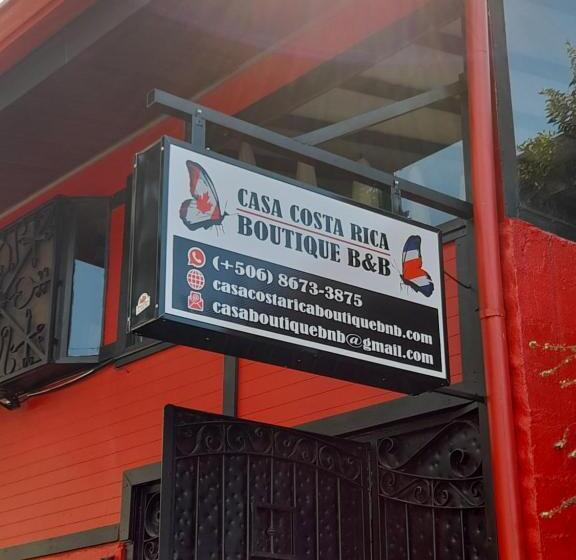 CASA COSTA RICA
BOUTIQUE B&B
(+506) 8673-3875
casacostaricaboutiquebnb.com
casaboutiquebnb@gmail.com